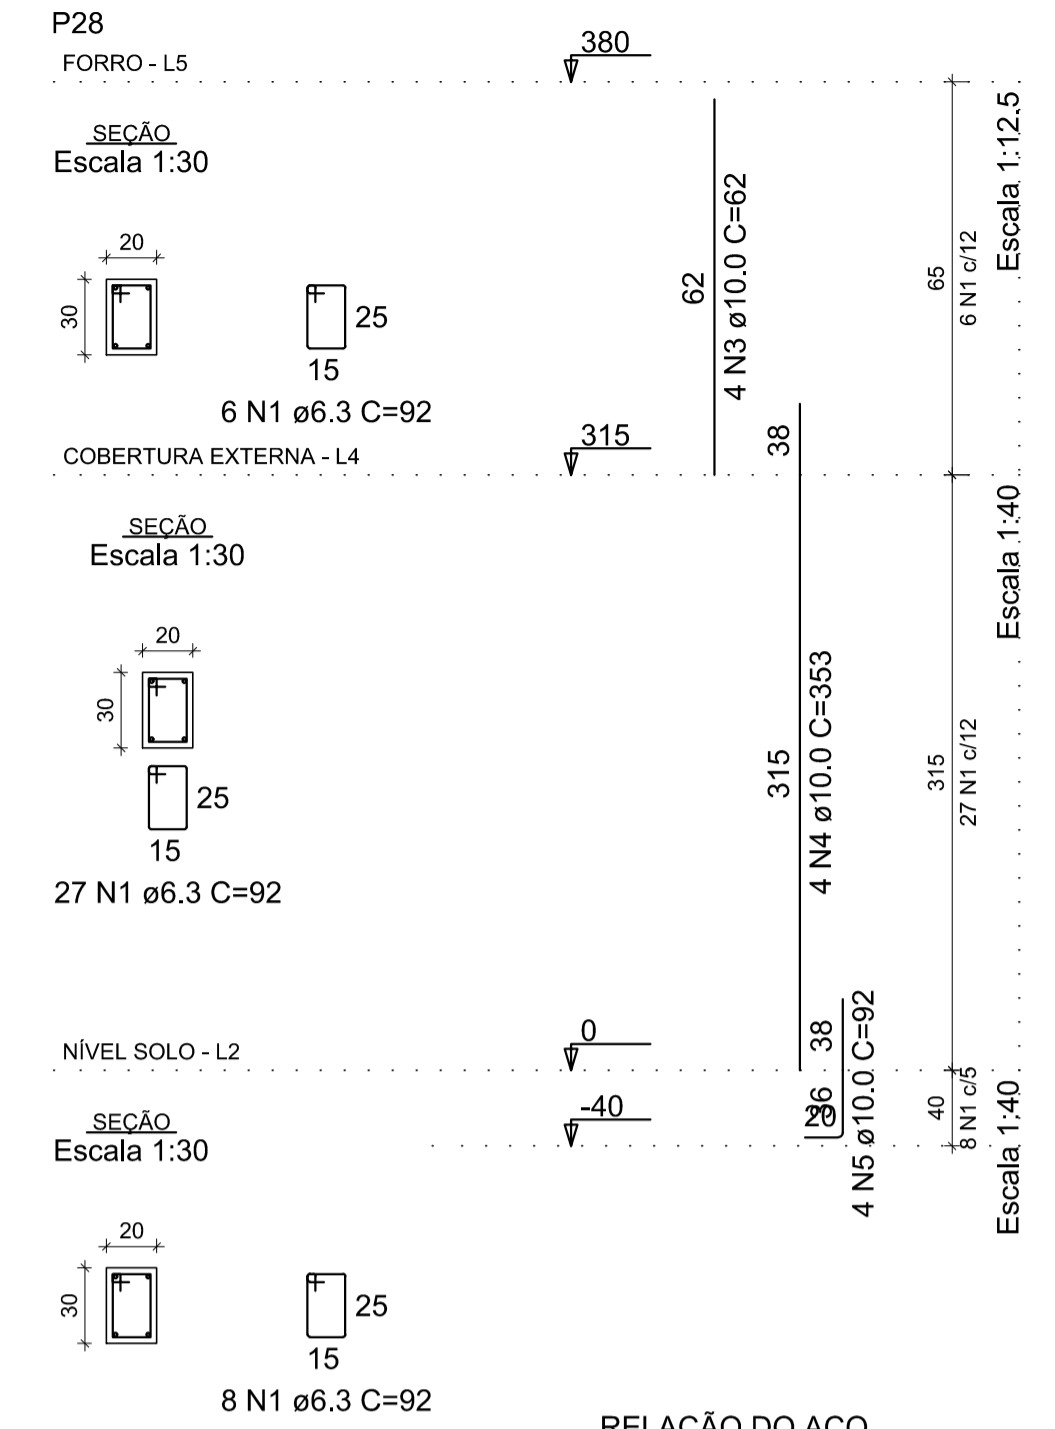 P28
FORRO - L5
380
SEÇÃO
Escala 1:30
20
30
25
15
6 N1 ø6.3 C=92
62
4 N3 ø10.0 C=62
65
6 N1 c/12
Escala 1:12.5
COBERTURA EXTERNA - L4
315
38
SEÇÃO
Escala 1:30
20
30
25
15
27 N1 ø6.3 C=92
315
4 N4 ø10.0 C=353
315
27 N1 c/12
Escala 1:40
NÍVEL SOLO - L2
0
38
-40
4 N5 ø10.0 C=92
40
8 N1 c/5
Escala 1:40
SEÇÃO
Escala 1:30
20
30
25
15
8 N1 ø6.3 C=92
RELAÇÃO DO AÇO